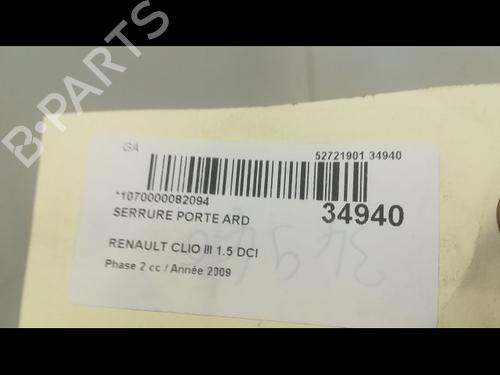 B-PARTS
GA
52721901 34940
*1070000082094
SERRURE PORTE ARD
34940
RENAULT CLIO III 1.5 DCI
Phase 2 cc / Année 2009
34940